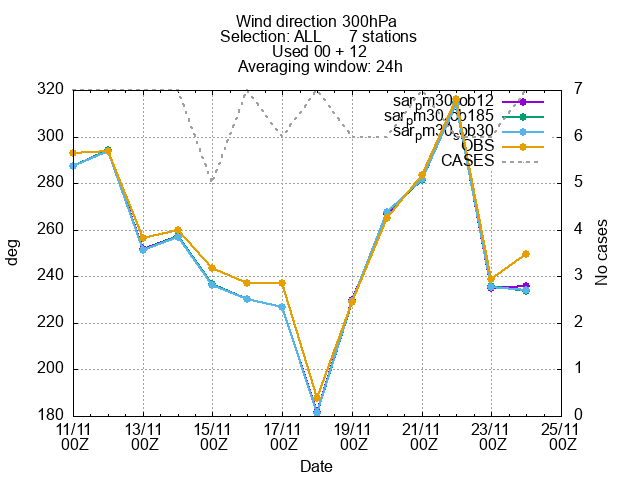 Wind direction 300hPa
Selection: ALL 7 stations
Used 00 + 12
Averaging window: 24h
320
300
280
260
240
220
200
180
deg
7
6
5
4
3
2
1
0
No cases
OBS
CASES
11/11 13/11 15/11 17/11 19/11 21/11 23/11 25/11
00Z 00Z 00Z 00Z 00Z 00Z 00Z 00Z
Date